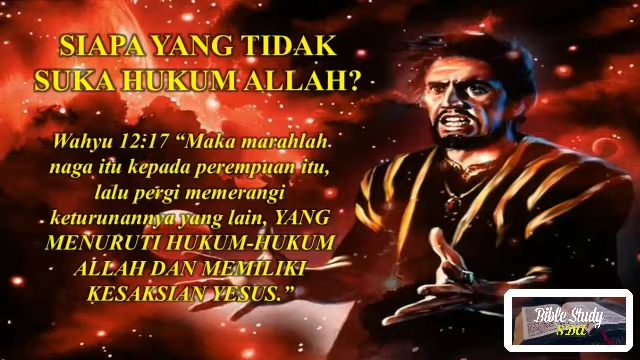 SIAPA YANG TIDAK
SUKA HUKUM ALLAH?
Wahyu 12:17 “Maka marahlah
naga itu kepada perempuan itu,
lalu pergi memerangi
keturunannya yang lain, YANG
MENURUTI HUKUM-HUKUM
ALLAH DAN MEMILIKI
KESAKSIAN YESUS.”
Bible Study
SDA